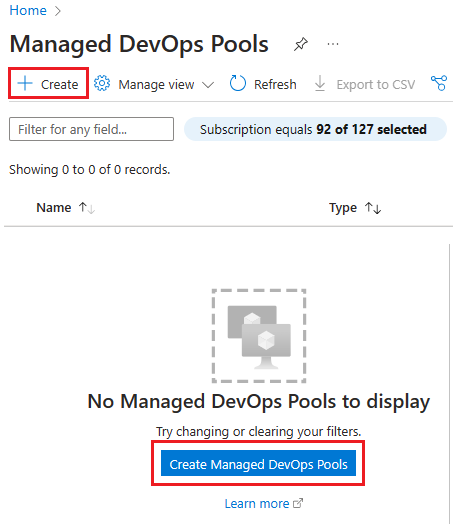 Home >
Managed DevOps Pools ...
+ Create Manage view Refresh Export to CSV
Filter for any field... Subscription equals 92 of 127 selected
Showing 0 to 0 of 0 records.
Name ↑↓ Type ↑↓
No Managed DevOps Pools to display
Try changing or clearing your filters.
Create Managed DevOps Pools
Learn more